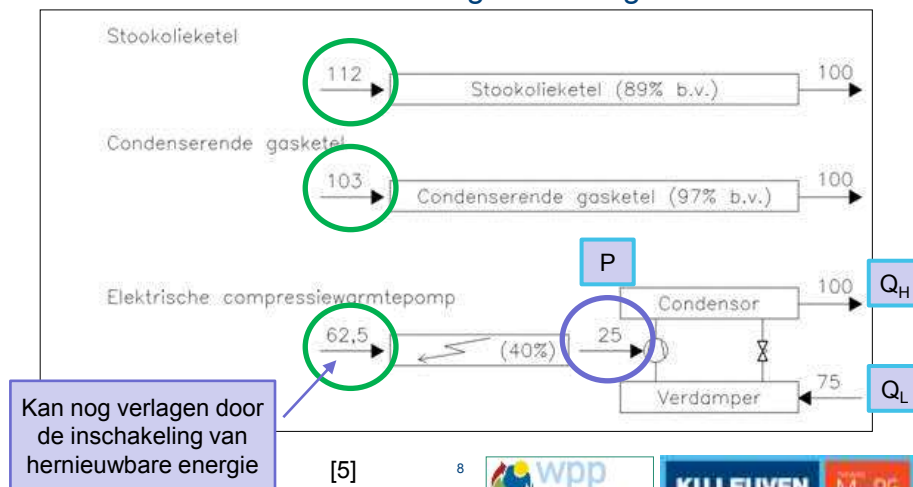 Stookolieketel
112
Stookolieketel (89% b.v.)
100
Condenserende gasketel
103
Condenserende gasketel (97% b.v.)
100
P
Elektrische compressiewarmtepomp
Condensor
100
QH
62,5
(40%)
25
Verdamper
75
QL
Kan nog verlagen door
de inschakeling van
hernieuwbare energie
[5]
8
wpp